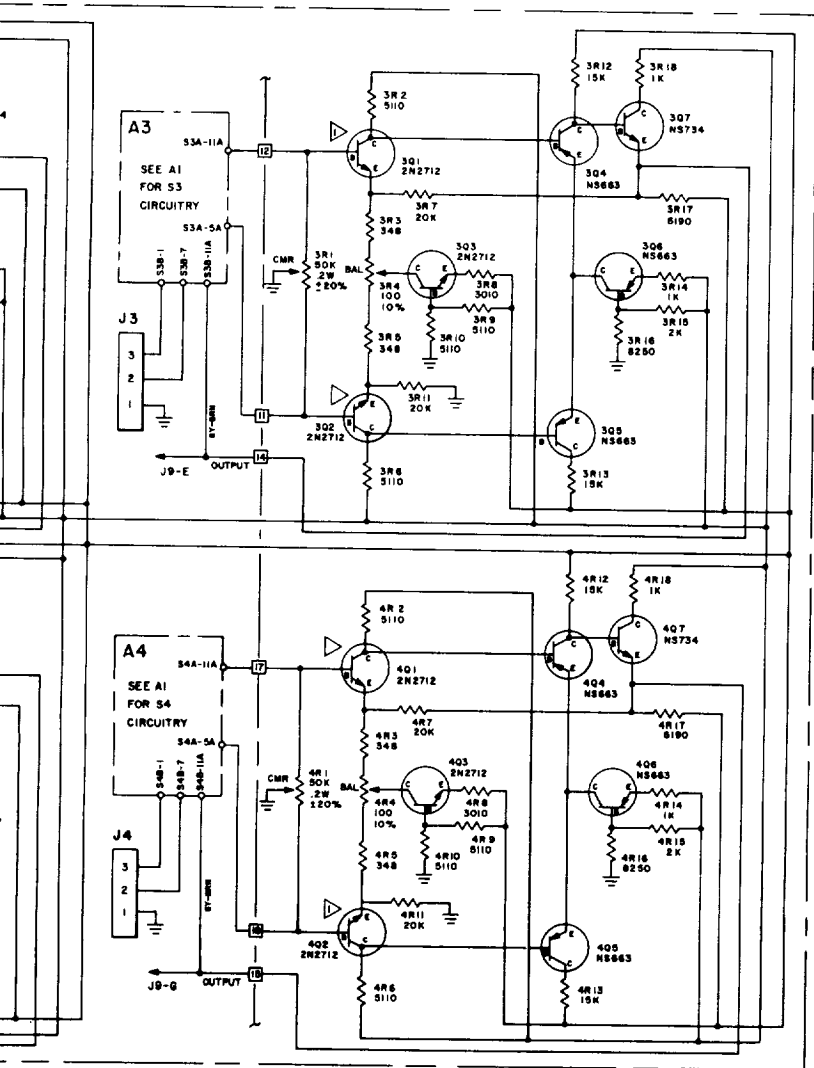 3R12
15K
3R18
1K
3R2
5110
3Q7
NS734
A3
S3A-11A
12
1
C
B
E
3Q1
2N2712
C
B
E
3Q4
NS663
C
B
E
SEE A1
FOR S3
CIRCUITRY
3R7
20K
3R17
6190
S3A-5A
3R3
348
S3B-1
S3B-7
S3B-11A
CMR
3R1
50K
.2W
±20%
BAL
3R4
100
10%
3Q3
2N2712
C
E
B
3R8
3010
3R9
5110
3R10
5110
3Q6
NS663
C
E
B
3R14
1K
3R15
2K
3R16
8250
J3
3
2
1
3R5
348
3R11
20K
GY-BRN
11
3Q2
2N2712
B
E
C
3Q5
NS663
B
E
C
J9-E
OUTPUT
14
3R6
5110
3R13
15K
4R12
15K
4R18
1K
4R2
5110
4Q7
NS734
A4
S4A-11A
17
C
B
E
4Q1
2N2712
C
B
E
4Q4
NS663
C
B
E
SEE A1
FOR S4
CIRCUITRY
4R7
20K
4R17
6190
S4A-5A
4R3
348
S4B-1
S4B-7
S4B-11A
CMR
4R1
50K
.2W
±20%
BAL
4R4
100
10%
4Q3
2N2712
C
E
B
4R8
3010
4R9
5110
4R10
5110
4Q6
NS663
C
E
B
4R14
1K
4R15
2K
4R16
8250
J4
3
2
1
4R5
348
4R11
20K
GY-BRN
1
4Q2
2N2712
B
E
C
4Q5
NS663
E
C
J9-G
OUTPUT
15
4R6
5110
4R13
15K